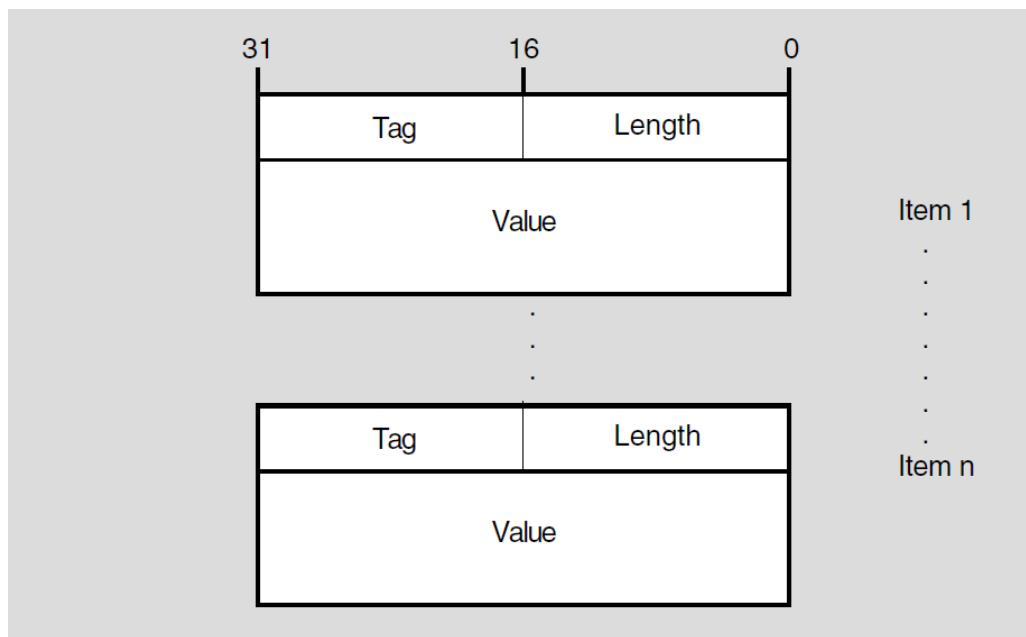 31 16 0
Tag Length
Value
Item 1
.
.
.
.
.
.
.
.
.
.
Tag Length
Value
Item n